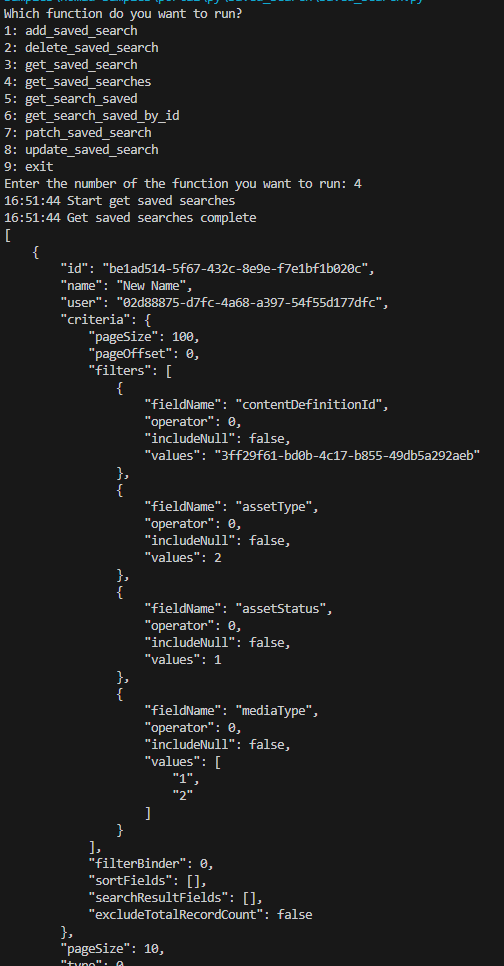 Which function do you want to run?
1: add_saved_search
2: delete_saved_search
3: get_saved_search
4: get_saved_searches
5: get_search_saved
6: get_search_saved_by_id
7: patch_saved_search
8: update_saved_search
9: exit
Enter the number of the function you want to run: 4
16:51:44 Start get saved searches
16:51:44 Get saved searches complete
[
    {
        "id": "be1ad514-5f67-432c-8e9e-f7e1bf1b020c",
        "name": "New Name",
        "user": "02d88875-d7fc-4a68-a397-54f55d177dfc",
        "criteria": {
            "pageSize": 100,
            "pageOffset": 0,
            "filters": [
                {
                    "fieldName": "contentDefinitionId",
                    "operator": 0,
                    "includeNull": false,
                    "values": "3ff29f61-bd0b-4c17-b855-49db5a292aeb"
                },
                {
                    "fieldName": "assetType",
                    "operator": 0,
                    "includeNull": false,
                    "values": 2
                },
                {
                    "fieldName": "assetStatus",
                    "operator": 0,
                    "includeNull": false,
                    "values": 1
                },
                {
                    "fieldName": "mediaType",
                    "operator": 0,
                    "includeNull": false,
                    "values": [
                        "1",
                        "2"
                    ]
                }
            ],
            "filterBinder": 0,
            "sortFields": [],
            "searchResultFields": [],
            "excludeTotalRecordCount": false
        },
        "pageSize": 10,
        "type": 0